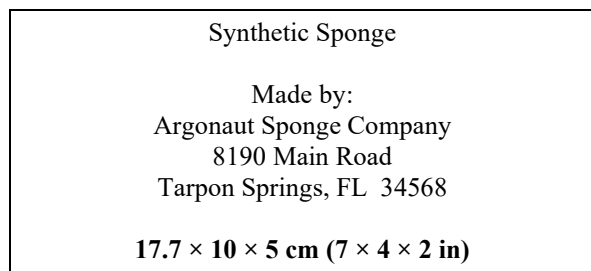 Synthetic Sponge
Made by:
Argonaut Sponge Company
8190 Main Road
Tarpon Springs, FL  34568
17.7 × 10 × 5 cm (7 × 4 × 2 in)